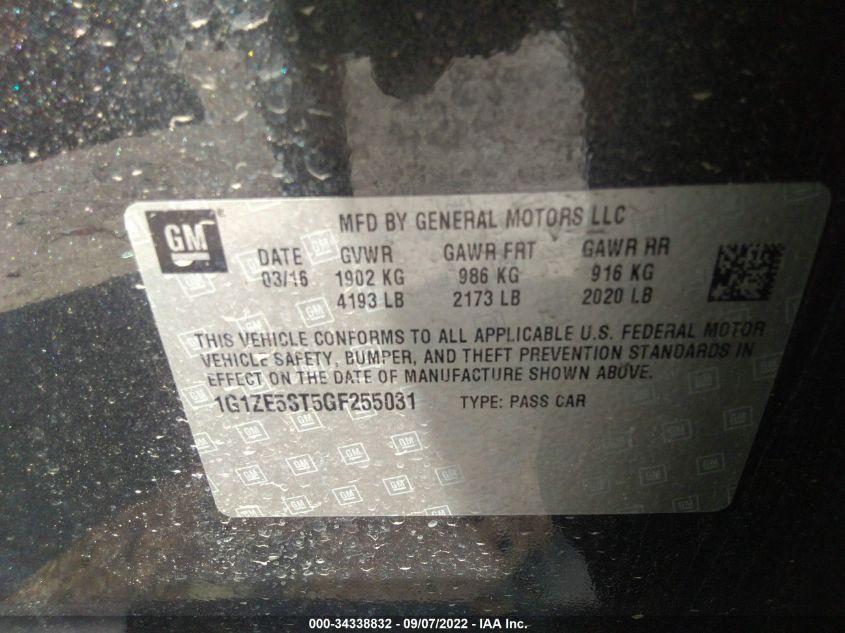 GM ® MFD BY GENERAL MOTORS LLC
DATE GVWR GAWR FRT GAWR RR
03/16 1902 KG 986 KG 916 KG
4193 LB 2173 LB 2020 LB
THIS VEHICLE CONFORMS TO ALL APPLICABLE U.S. FEDERAL MOTOR
VEHICLE SAFETY, BUMPER, AND THEFT PREVENTION STANDARDS IN
EFFECT ON THE DATE OF MANUFACTURE SHOWN ABOVE.
1G1ZE5ST5GF255031 TYPE: PASS CAR
000-34338832 - 09/07/2022 - IAA Inc.